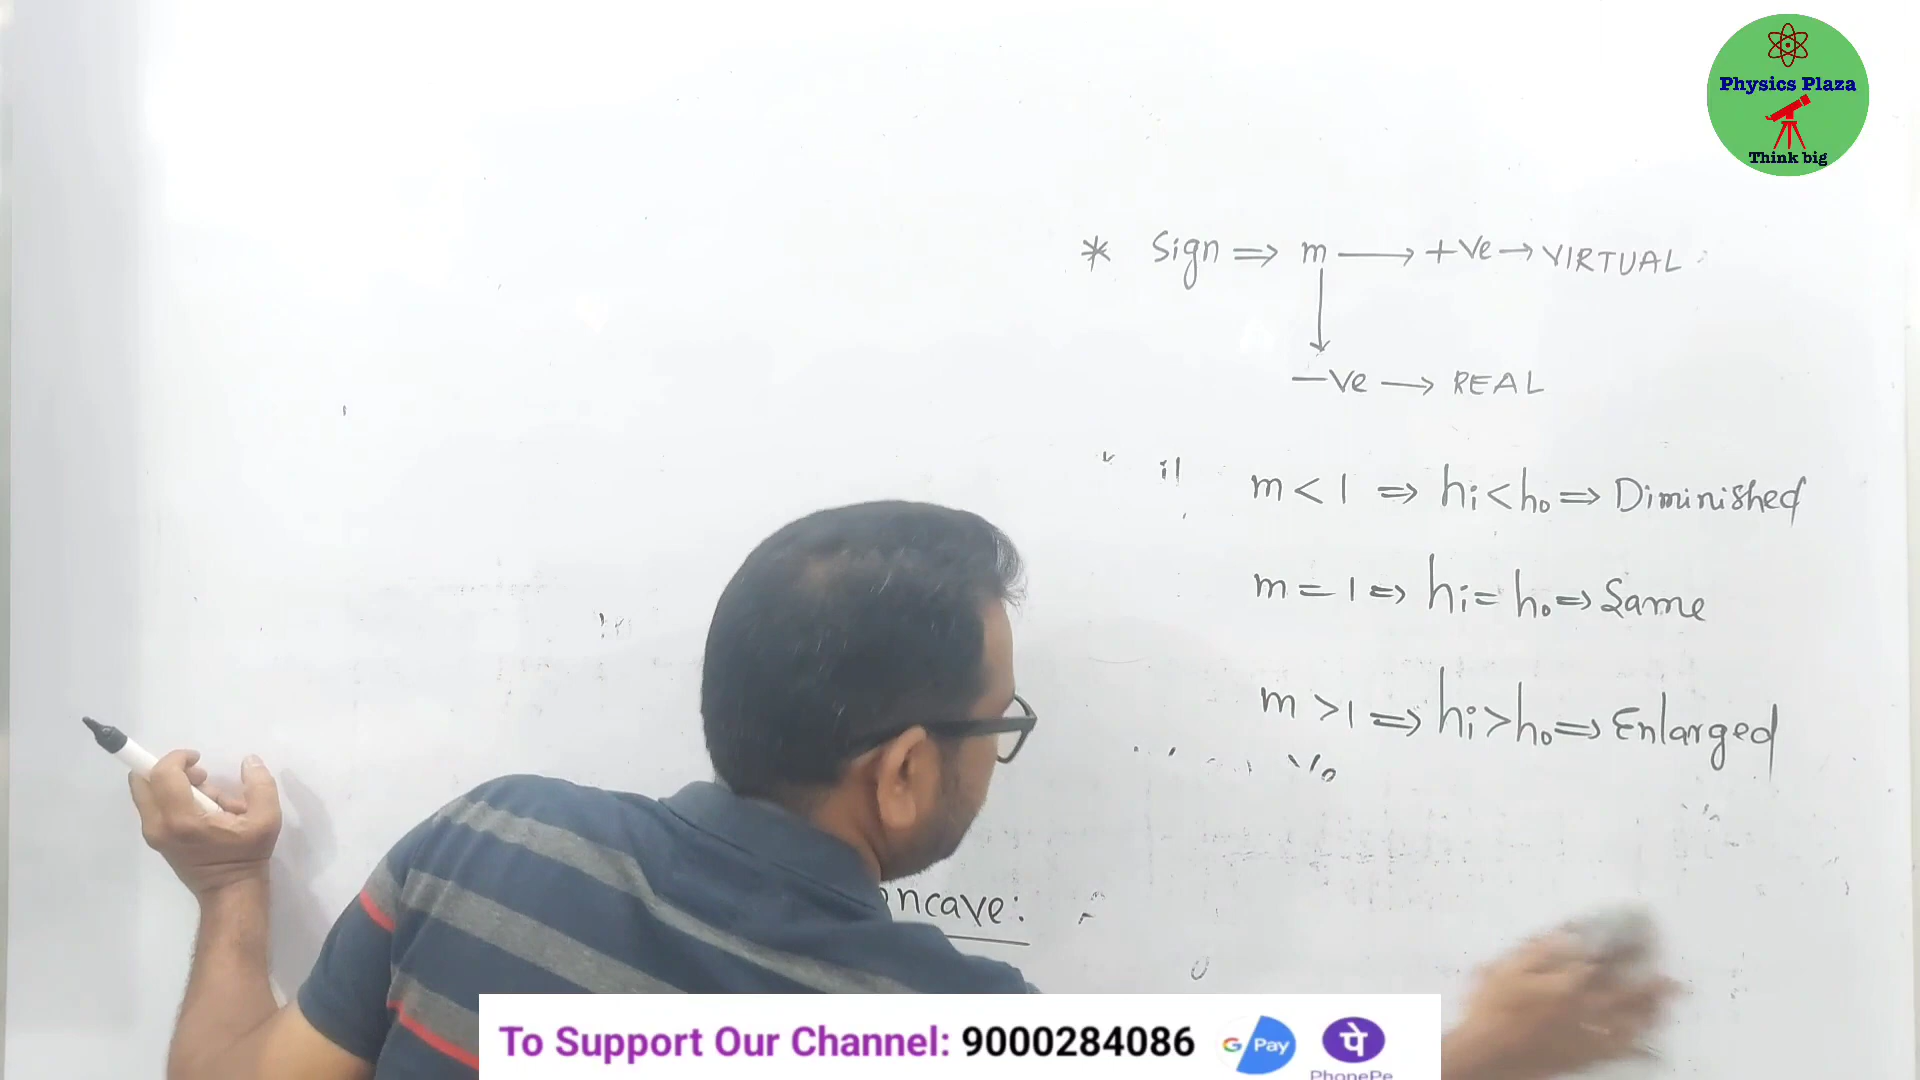 Physics Plaza
Think big
* Sign ⇒ m → +ve → VIRTUAL
↓
-ve → REAL
m < 1 ⇒ hi < ho ⇒ Diminished
m = 1 ⇒ hi = ho ⇒ Same
m > 1 ⇒ hi > ho ⇒ Enlarged
ncave:
To Support Our Channel: 9000284086 G Pay पे
PhonePe